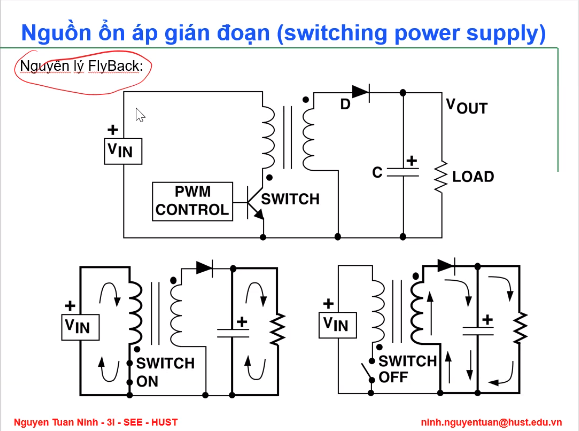 Nguồn ổn áp gián đoạn (switching power supply)
Nguyên lý FlyBack:
+
VIN
PWM
CONTROL
SWITCH
D
C
+
VOUT
LOAD
+
VIN
SWITCH
ON
+
+
VIN
SWITCH
OFF
+
Nguyen Tuan Ninh - 3I - SEE - HUST
ninh.nguyentuan@hust.edu.vn